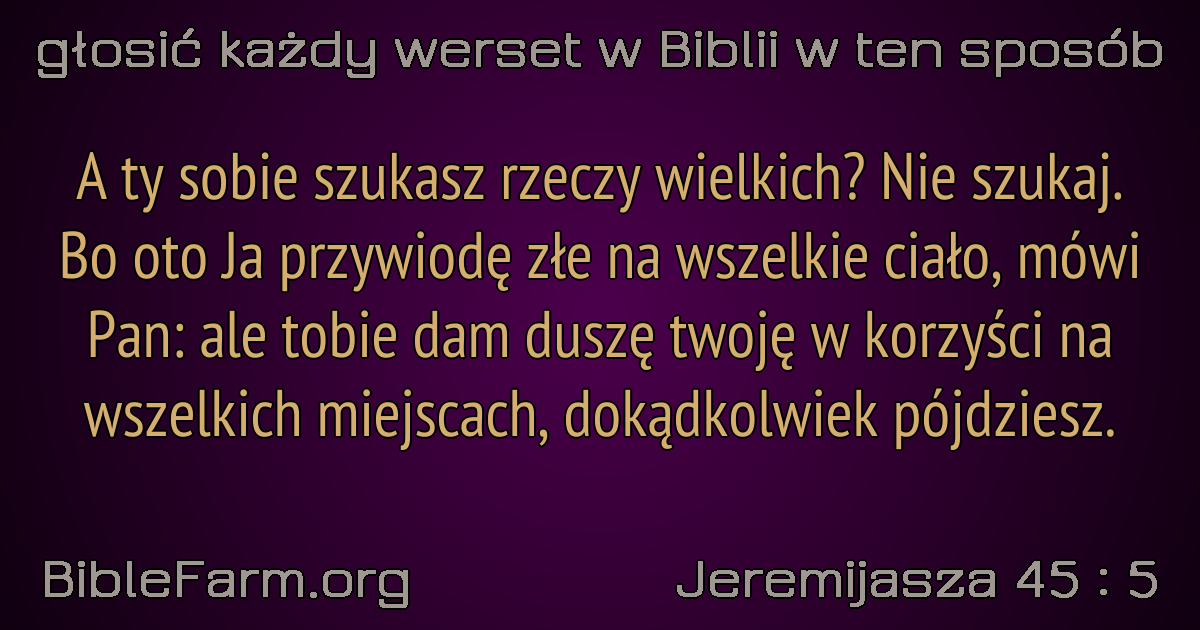 głosić każdy werset w Biblii w ten sposób
A ty sobie szukasz rzeczy wielkich? Nie szukaj.
Bo oto Ja przywiodę złe na wszelkie ciało, mówi
Pan: ale tobie dam duszę twoję w korzyści na
wszelkich miejscach, dokądkolwiek pójdziesz.
BibleFarm.org
Jeremijasza 45 : 5